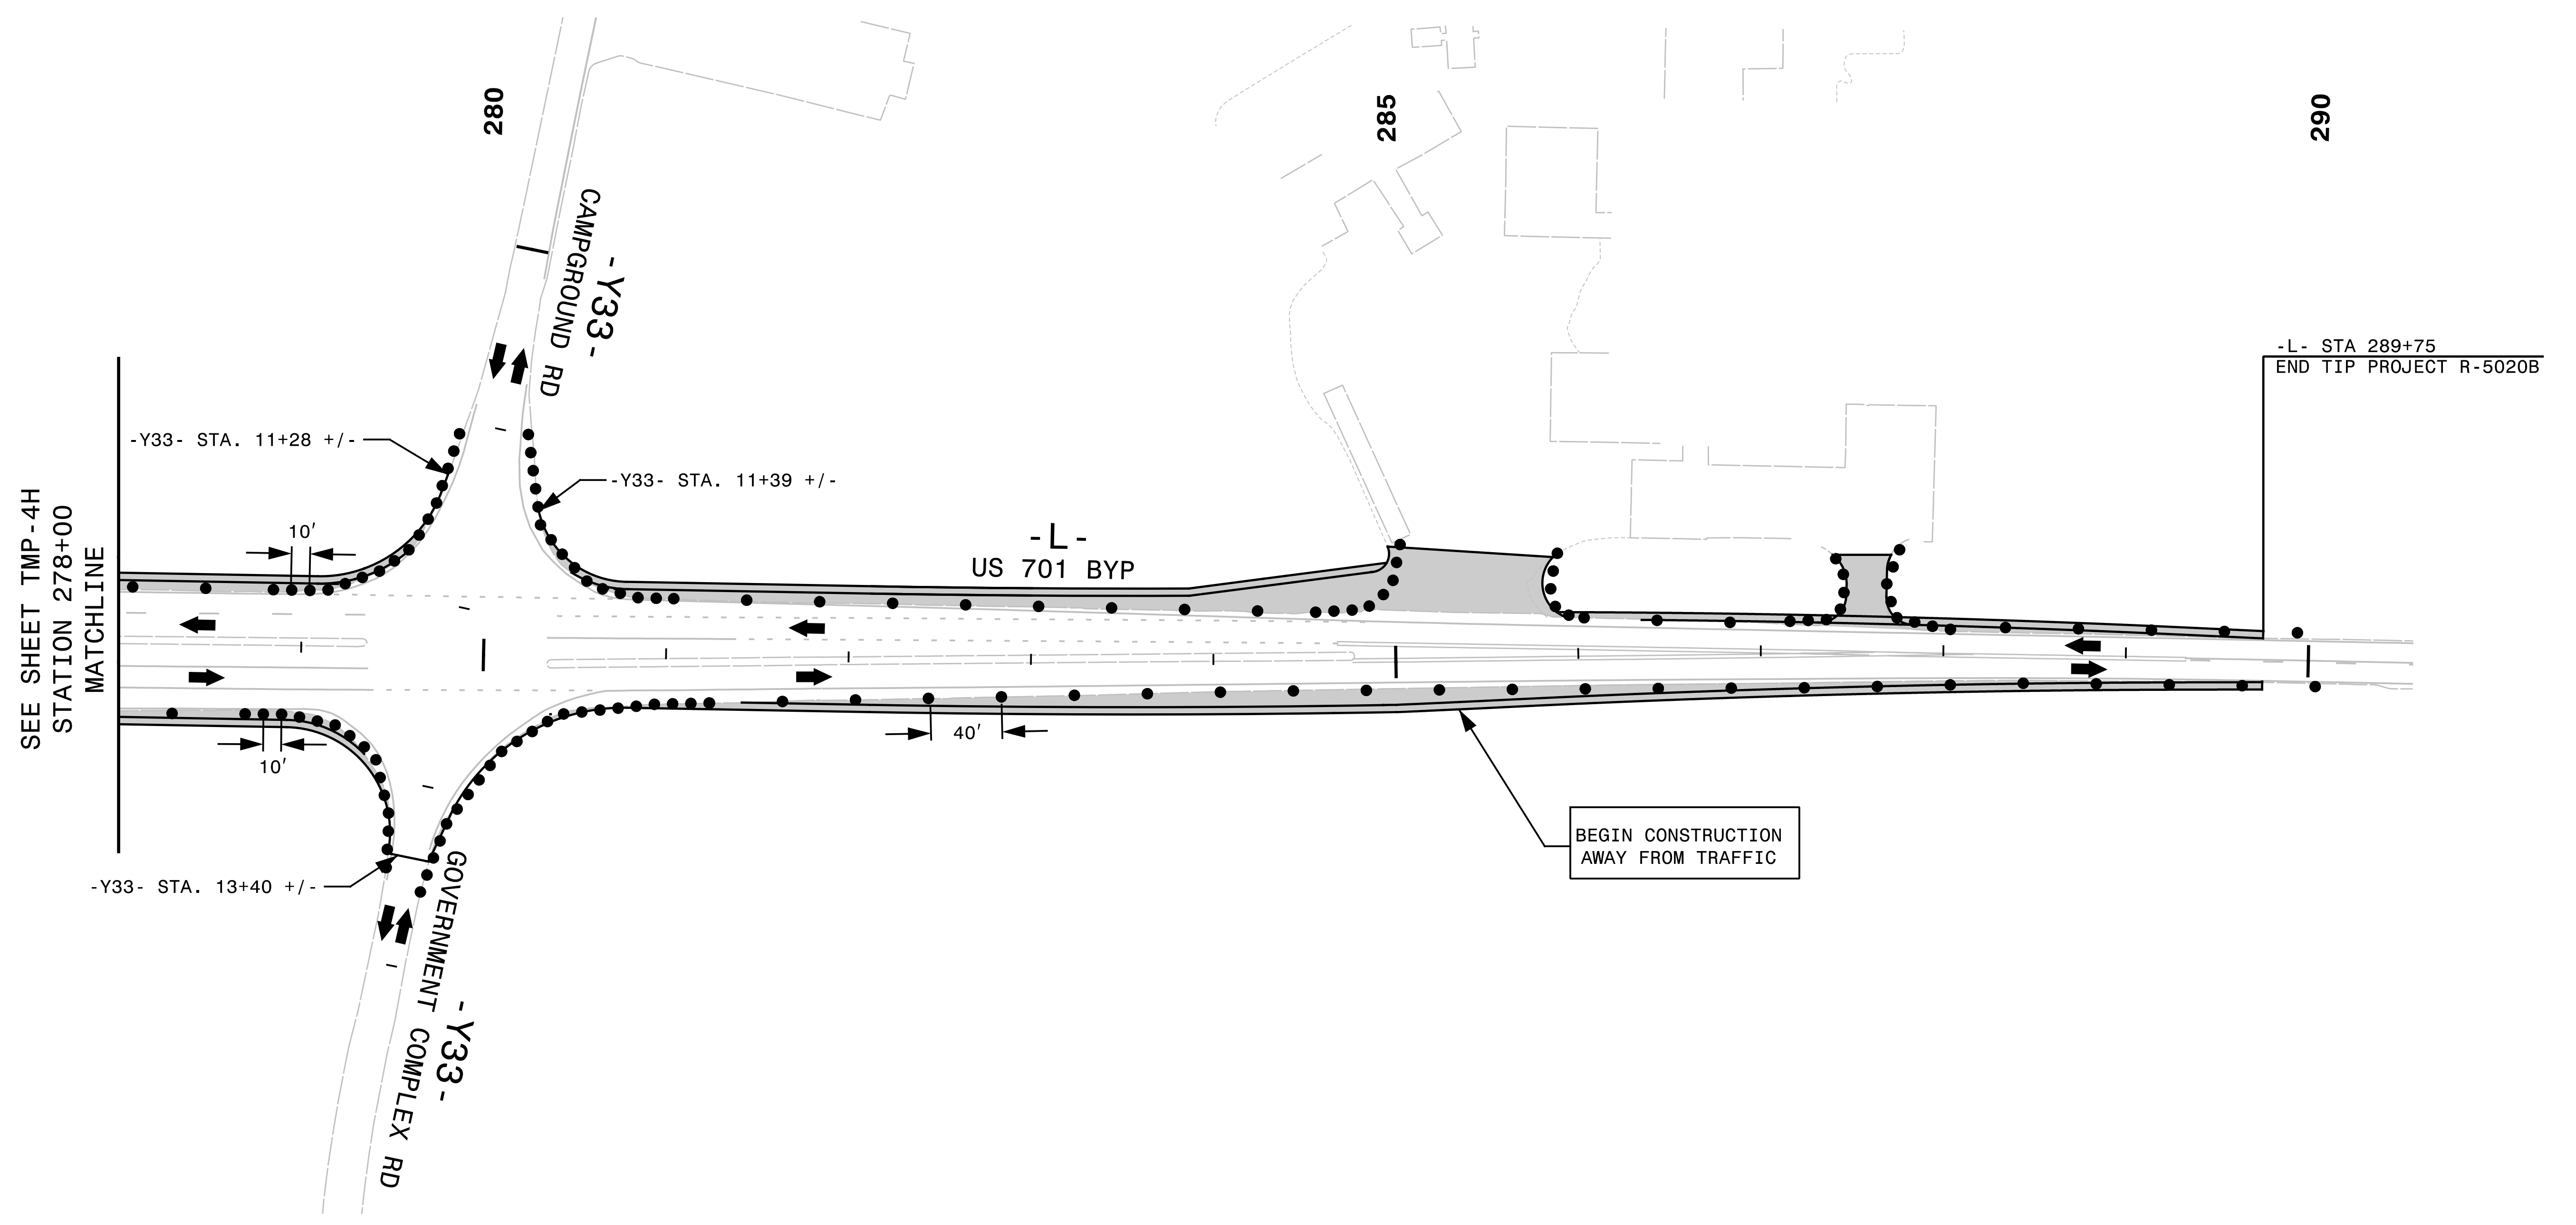 280
285
290
-Y33-
CAMPGROUND RD
-L- STA 289+75
END TIP PROJECT R-5020B
-Y33- STA. 11+28 +/-
-Y33- STA. 11+39 +/-
10'
-L-
US 701 BYP
SEE SHEET TMP-4H
STATION 278+00
MATCHLINE
10'
40'
BEGIN CONSTRUCTION
AWAY FROM TRAFFIC
-Y33- STA. 13+40 +/-
-Y33-
GOVERNMENT COMPLEX RD